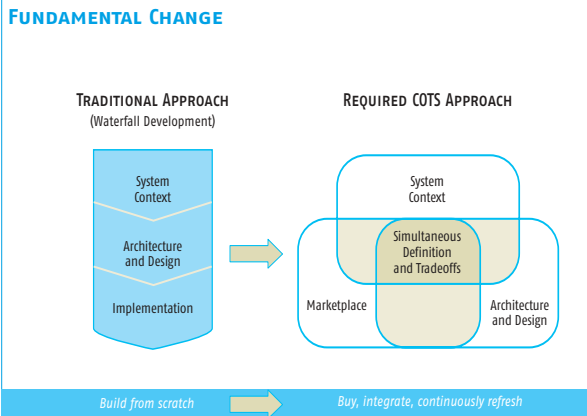 FUNDAMENTAL CHANGE
TRADITIONAL APPROACH
(Waterfall Development)
System
Context
Architecture
and Design
Implementation
REQUIRED COTS APPROACH
System
Context
Simultaneous
Definition
and Tradeoffs
Marketplace
Architecture
and Design
Build from scratch
Buy, integrate, continuously refresh